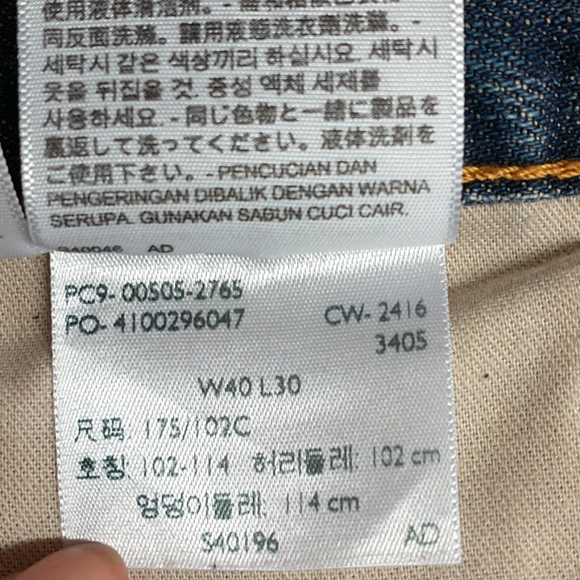 使用液体清洁剂。-
同反面洗滌。請用液態洗衣劑洗滌。-
세탁시 같은 색상끼리 하십시요. 세탁시
옷을 뒤집을 것. 중성 액체 세제를
사용하세요. - 同じ色物と一緒に製品を
裏返して洗ってください。液体洗剤を
ご使用下さい。- PENCUCIAN DAN
PENGERINGAN DIBALIK DENGAN WARNA
SERUPA. GUNAKAN SABUN CUCI CAIR.
S40046 AD
PC9- 00505-2765
PO- 4100296047 CW- 2416
3405
W40 L30
尺码: 175/102C
호칭: 102-114 허리둘레: 102 cm
엉덩이둘레: 114 cm
S40196 AD